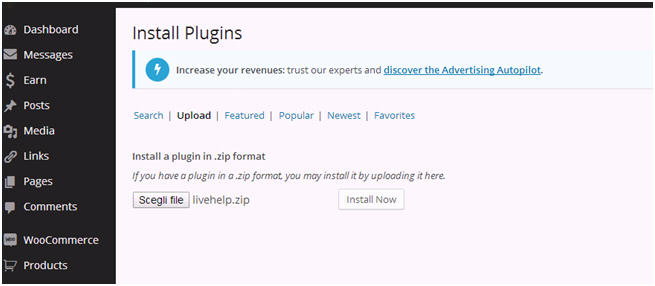 Dashboard
Messages
Earn
Posts
Media
Links
Pages
Comments
WooCommerce
Products
Install Plugins
Increase your revenues: trust our experts and discover the Advertising Autopilot.
Search | Upload | Featured | Popular | Newest | Favorites
Install a plugin in .zip format
If you have a plugin in a .zip format, you may install it by uploading it here.
Scegli file livehelp.zip Install Now